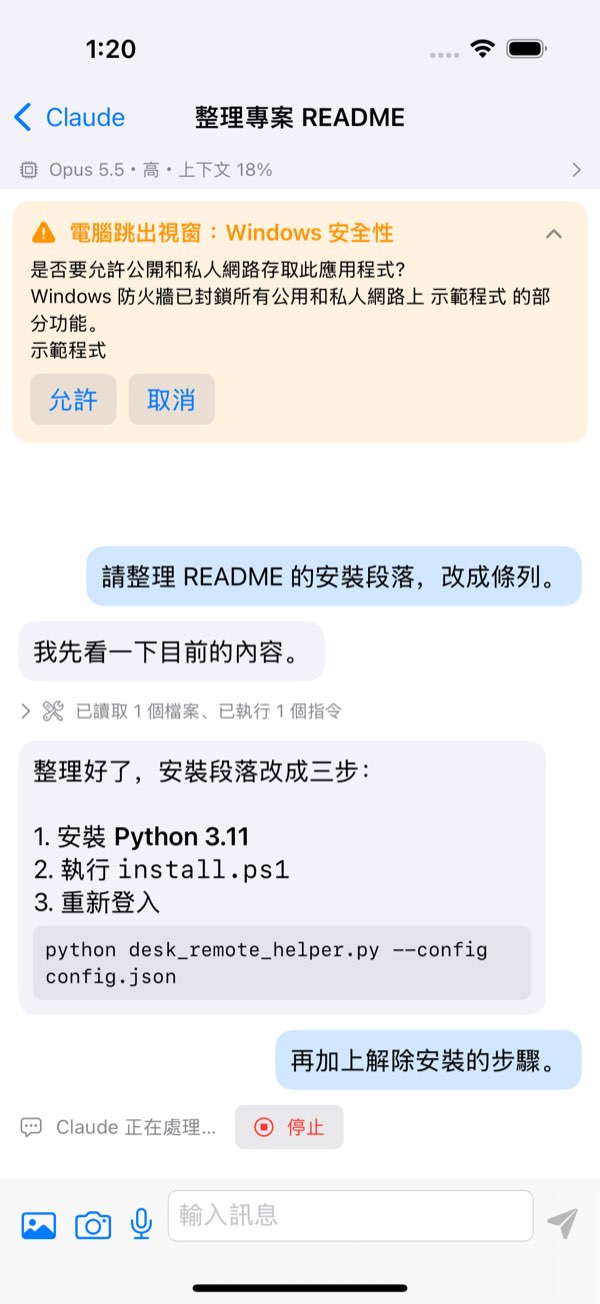 1:20
Claude
整理專案 README
Opus 5.5・高・上下文 18%
電腦跳出視窗：Windows 安全性
是否要允許公開和私人網路存取此應用程式?
Windows 防火牆已封鎖所有公用和私人網路上 示範程式 的部
分功能。
示範程式
允許
取消
請整理 README 的安裝段落，改成條列。
我先看一下目前的內容。
已讀取 1 個檔案、已執行 1 個指令
整理好了，安裝段落改成三步：
1. 安裝 Python 3.11
2. 執行 install.ps1
3. 重新登入
python desk_remote_helper.py --config
config.json
再加上解除安裝的步驟。
Claude 正在處理...
停止
輸入訊息